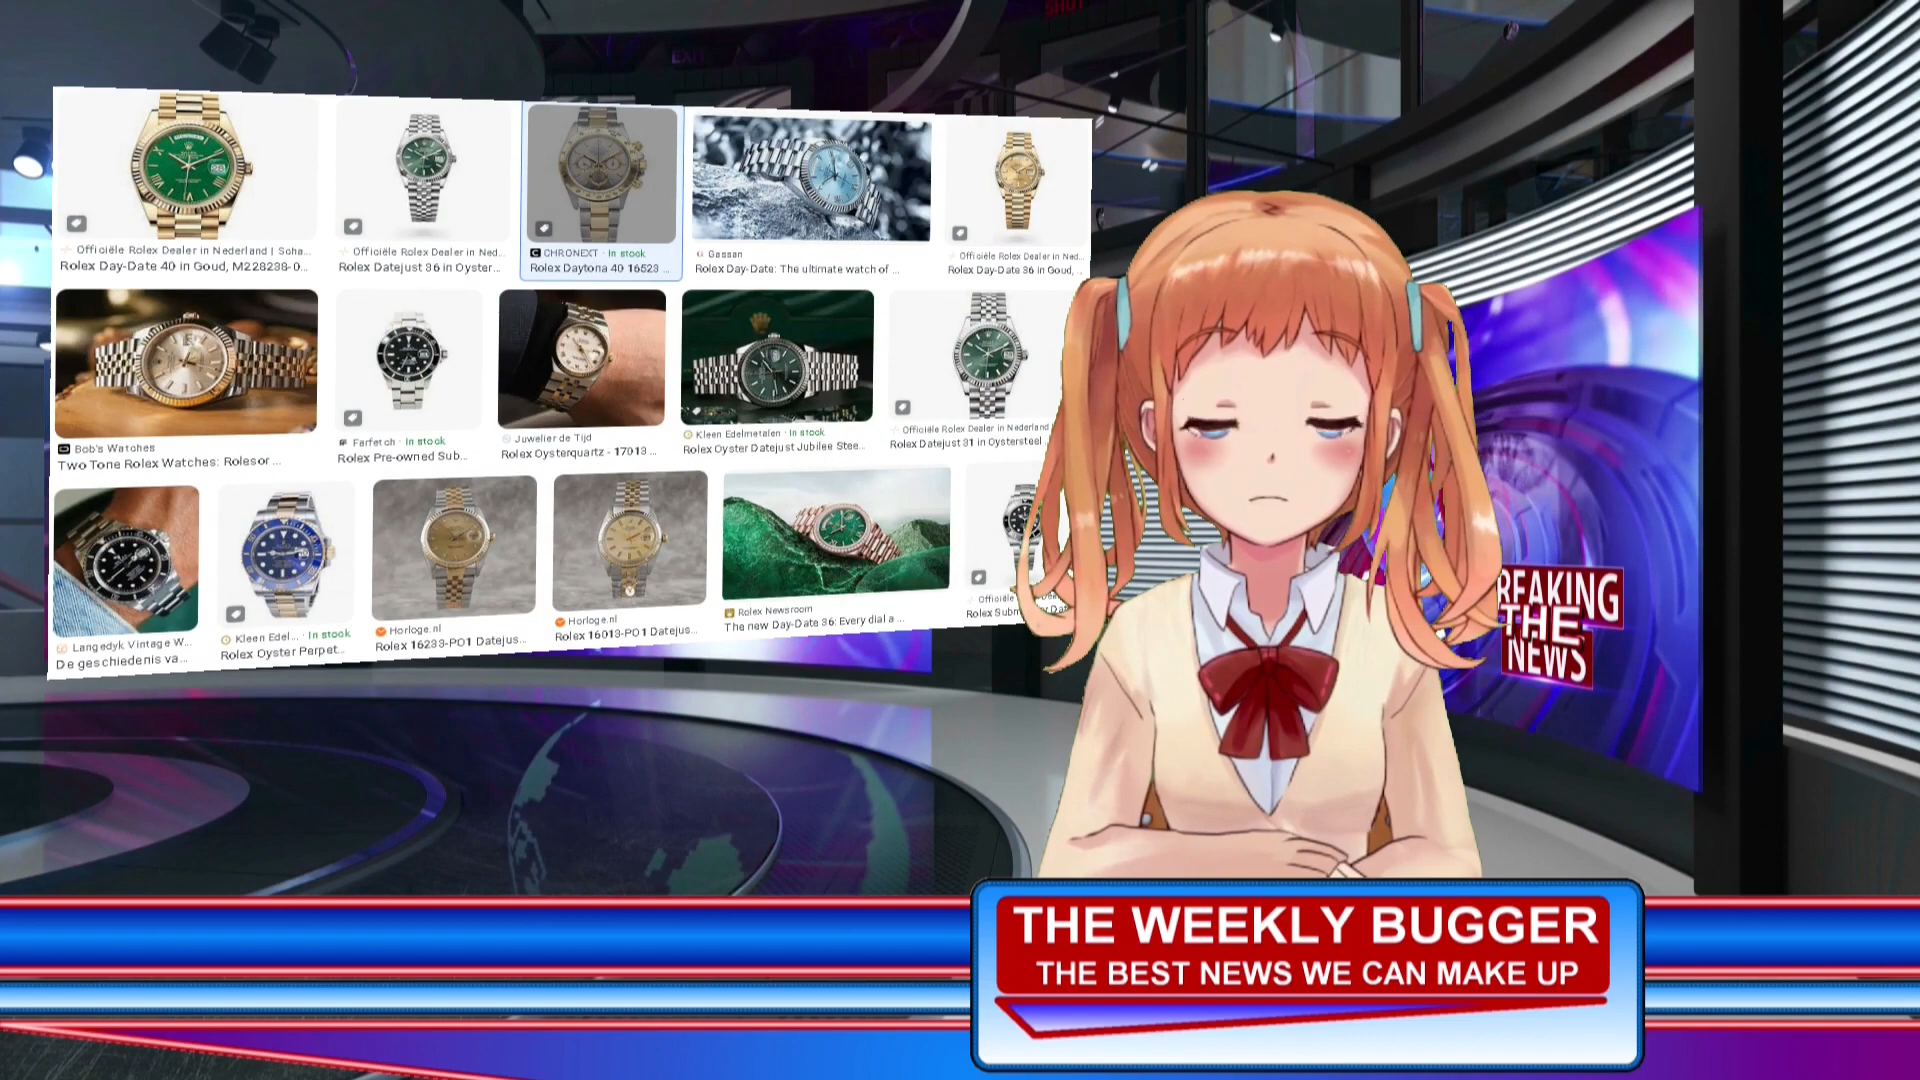 SHUT
EXIT
Officiële Rolex Dealer in Nederland | Scha...
Rolex Day-Date 40 in Goud, M228238-0...
Officiële Rolex Dealer in Ned...
Rolex Datejust 36 in Oyster...
CHRONEXT · In stock
Rolex Daytona 40 16523 ...
Gassan
Rolex Day-Date: The ultimate watch of ...
Officiële Rolex Dealer in Ned...
Rolex Day-Date 36 in Goud, ...
Bob's Watches
Two Tone Rolex Watches: Rolesor ...
Farfetch · In stock
Rolex Pre-owned Sub...
Juwelier de Tijd
Rolex Oysterquartz - 17013 ...
Kleen Edelmetalen · In stock
Rolex Oyster Datejust Jubilee Stee...
Officiële Rolex Dealer in Nederland
Rolex Datejust 31 in Oystersteel
Langedyk Vintage W...
De geschiedenis va...
Kleen Edel... · In stock
Rolex Oyster Perpet...
Horloge.nl
Rolex 16233-PO1 Datejus...
Horloge.nl
Rolex 16013-PO1 Datejus...
Rolex Newsroom
The new Day-Date 36: Every dial a ...
Officië
Rolex Subm
REAKING
THE
NEWS
THE WEEKLY BUGGER
THE BEST NEWS WE CAN MAKE UP